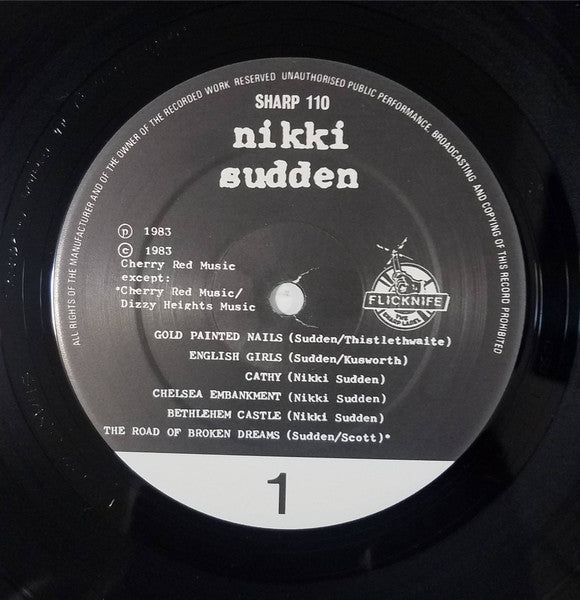 ALL RIGHTS OF THE MANUFACTURER AND OF THE OWNER OF THE RECORDED WORK RESERVED UNAUTHORISED PUBLIC PERFORMANCE, BROADCASTING AND COPYING OF THIS RECORD PROHIBITED
SHARP 110
nikki
sudden
℗ 1983
© 1983
Cherry Red Music
except:
*Cherry Red Music/
Dizzy Heights Music
FLICKNIFE
GOLD PAINTED NAILS (Sudden/Thistlethwaite)
ENGLISH GIRLS (Sudden/Kusworth)
CATHY (Nikki Sudden)
CHELSEA EMBANKMENT (Nikki Sudden)
BETHLEHEM CASTLE (Nikki Sudden)
THE ROAD OF BROKEN DREAMS (Sudden/Scott)*
1